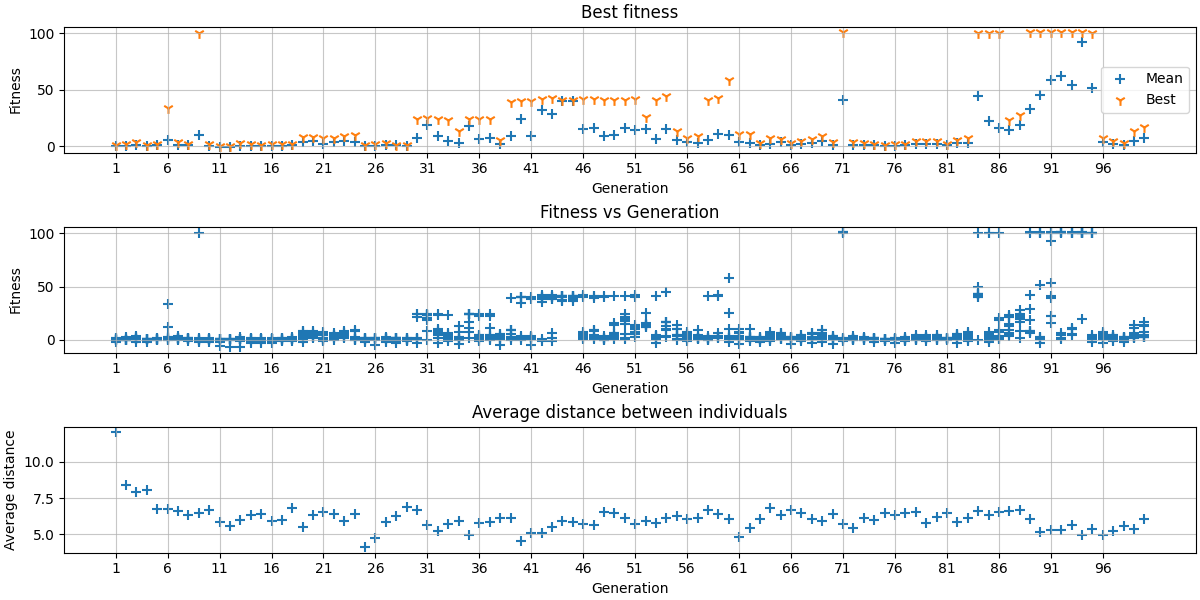 Best fitness
Fitness
100
50
0
Mean
Best
1 6 11 16 21 26 31 36 41 46 51 56 61 66 71 76 81 86 91 96
Generation
Fitness vs Generation
Fitness
100
50
0
1 6 11 16 21 26 31 36 41 46 51 56 61 66 71 76 81 86 91 96
Generation
Average distance between individuals
Average distance
10.0
7.5
5.0
1 6 11 16 21 26 31 36 41 46 51 56 61 66 71 76 81 86 91 96
Generation